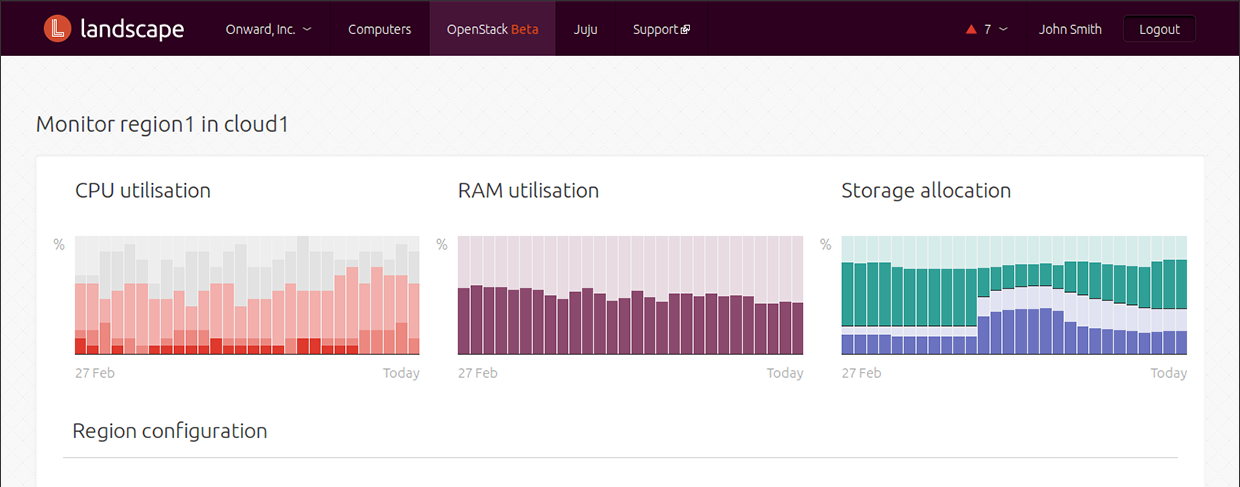 landscape Onward, Inc. Computers OpenStack Beta Juju Support 7 John Smith Logout
Monitor region1 in cloud1
CPU utilisation RAM utilisation Storage allocation
% % %
27 Feb Today 27 Feb Today 27 Feb Today
Region configuration